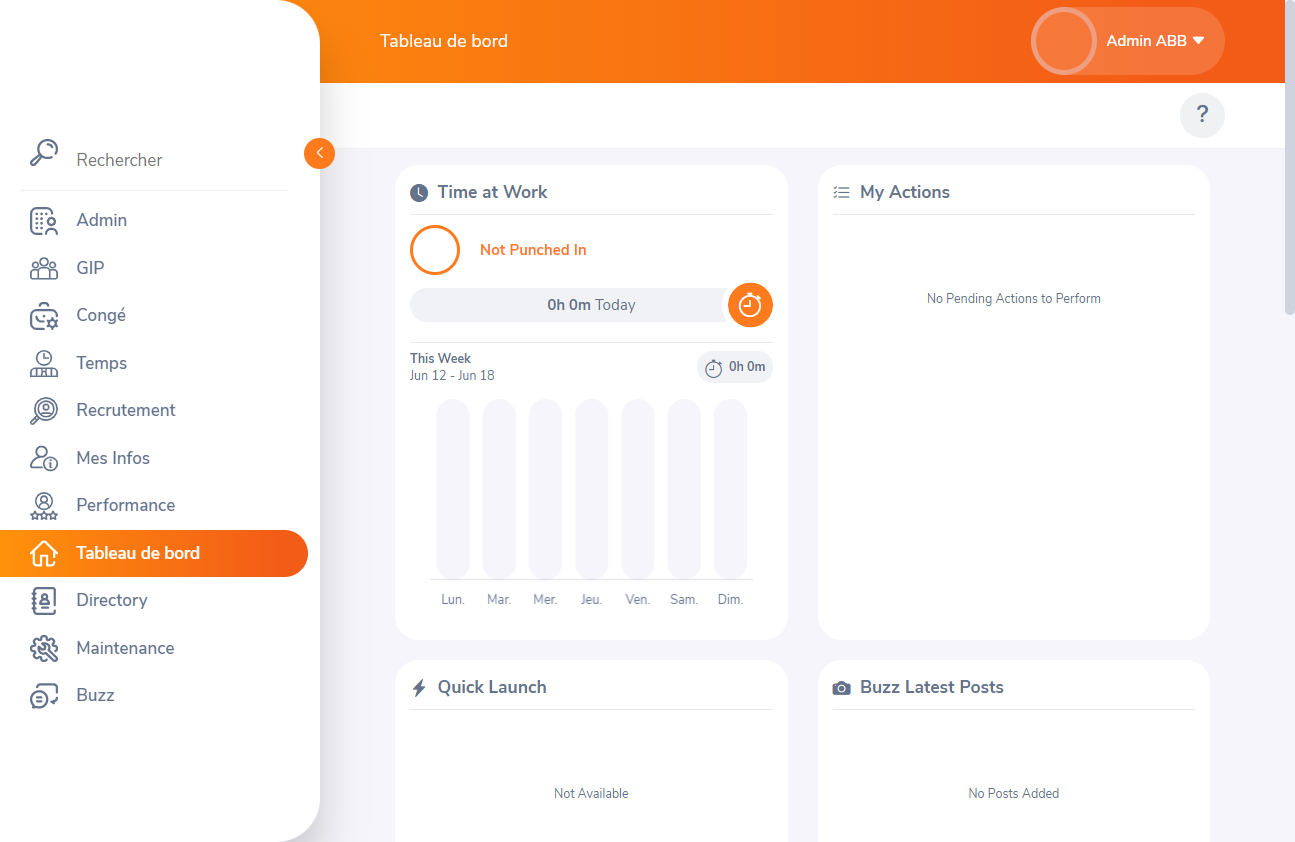 Tableau de bord
Admin ABB
?
Rechercher
Admin
GIP
Congé
Temps
Recrutement
Mes Infos
Performance
Tableau de bord
Directory
Maintenance
Buzz
Time at Work
Not Punched In
0h 0m Today
This Week
Jun 12 - Jun 18
0h 0m
Lun. Mar. Mer. Jeu. Ven. Sam. Dim.
My Actions
No Pending Actions to Perform
Quick Launch
Not Available
Buzz Latest Posts
No Posts Added